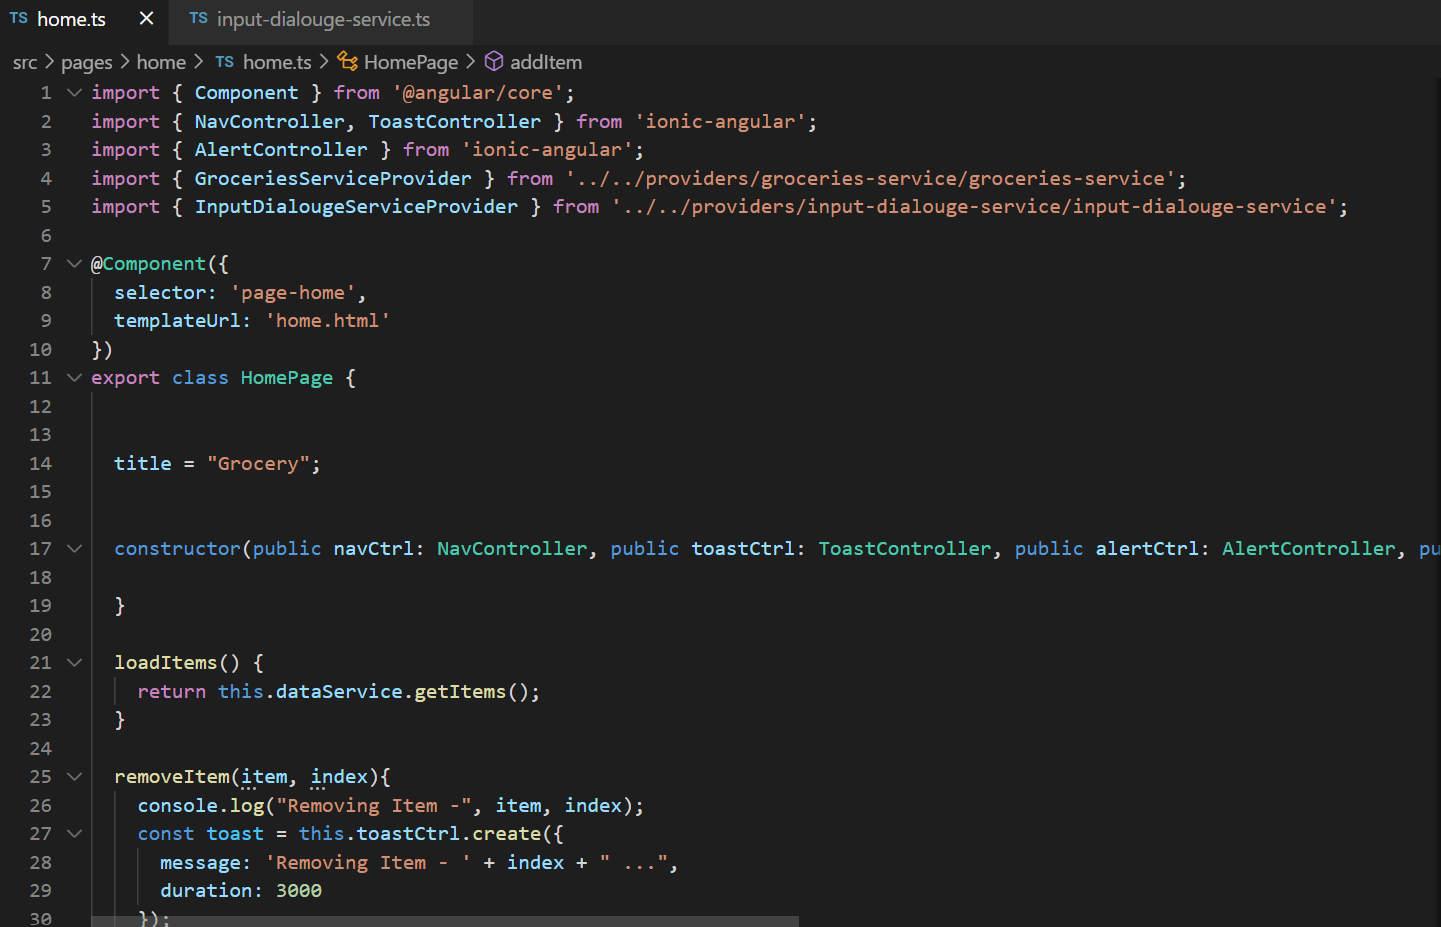 TS home.ts × TS input-dialouge-service.ts
src > pages > home > TS home.ts > HomePage > addItem
1 import { Component } from '@angular/core';
2 import { NavController, ToastController } from 'ionic-angular';
3 import { AlertController } from 'ionic-angular';
4 import { GroceriesServiceProvider } from '../../providers/groceries-service/groceries-service';
5 import { InputDialougeServiceProvider } from '../../providers/input-dialouge-service/input-dialouge-service';
6
7 @Component({
8 selector: 'page-home',
9 templateUrl: 'home.html'
10 })
11 export class HomePage {
12
13
14 title = "Grocery";
15
16
17 constructor(public navCtrl: NavController, public toastCtrl: ToastController, public alertCtrl: AlertController, pu
18
19 }
20
21 loadItems() {
22 return this.dataService.getItems();
23 }
24
25 removeItem(item, index){
26 console.log("Removing Item -", item, index);
27 const toast = this.toastCtrl.create({
28 message: 'Removing Item - ' + index + " ...",
29 duration: 3000
30 });